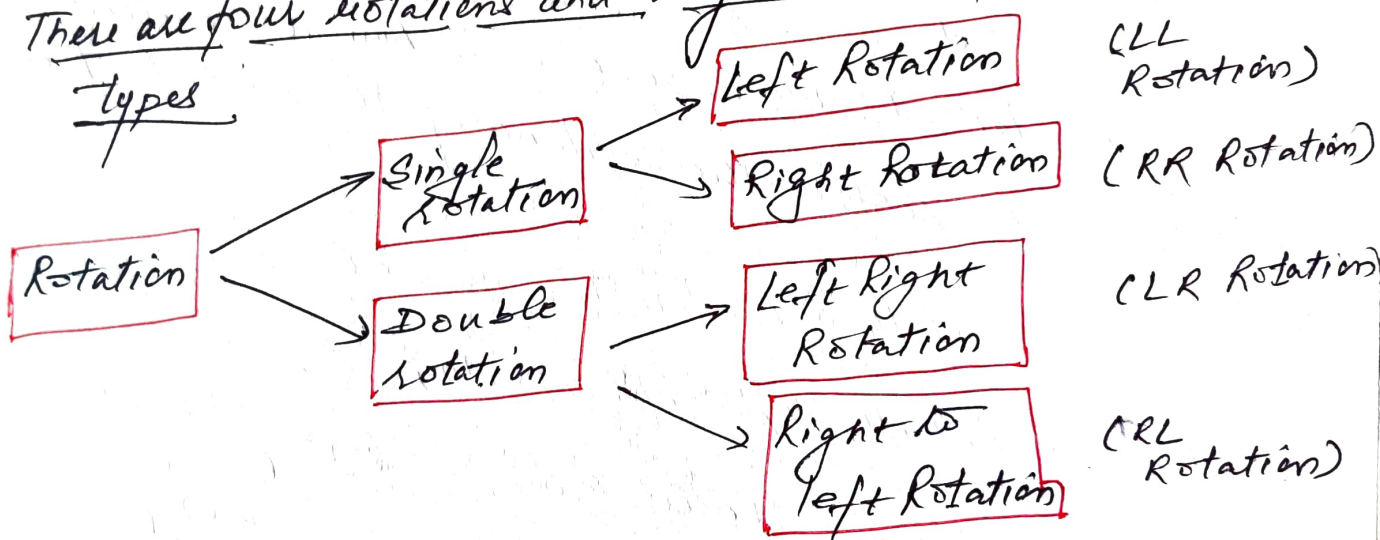 There are four rotations and
types
Left Rotation
(LL
Rotation)
Single
rotation
Right Rotation
(RR Rotation)
Rotation
Left Right
Rotation
(LR Rotation)
Double
rotation
Right to
left Rotation
(RL
Rotation)